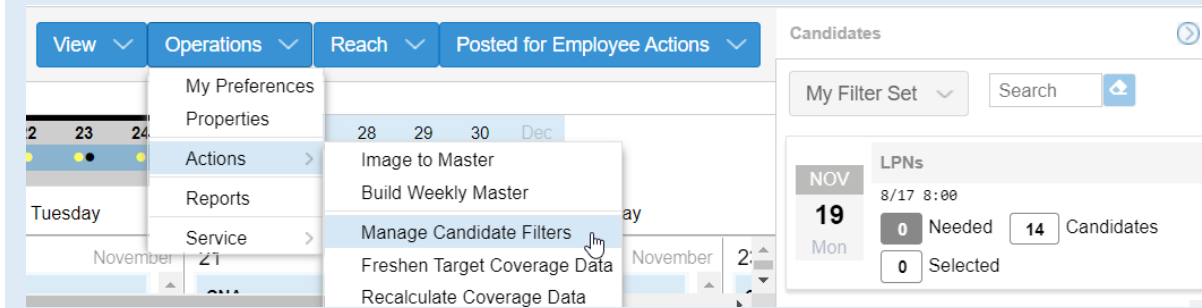 View
Operations
Reach
Posted for Employee Actions
My Preferences
Properties
Actions
Reports
Service
Image to Master
Build Weekly Master
Manage Candidate Filters
Freshen Target Coverage Data
Recalculate Coverage Data
23 24
28 29 30 Dec
Tuesday
ay
November 21
November
Candidates
My Filter Set
Search
LPNs
NOV
19
Mon
8/17 8:00
0 Needed 14 Candidates
0 Selected